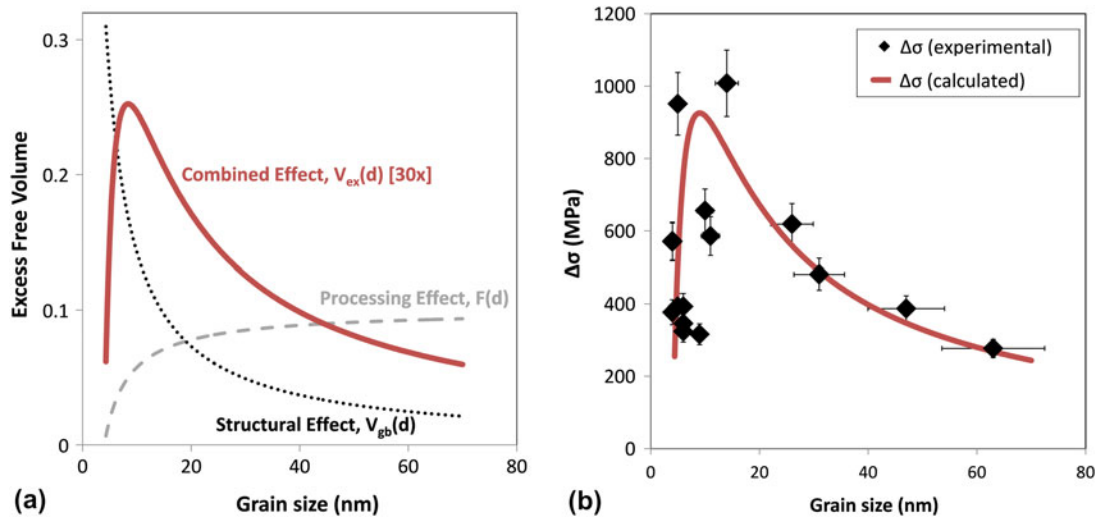 0.3
0.2
0.1
0
Excess Free Volume
Combined Effect, Vex(d) [30x]
Processing Effect, F(d)
Structural Effect, Vgb(d)
0 20 40 60 80
Grain size (nm)
(a)
1200
1000
800
600
400
200
0
Δσ (MPa)
Δσ (experimental)
Δσ (calculated)
0 20 40 60 80
Grain size (nm)
(b)